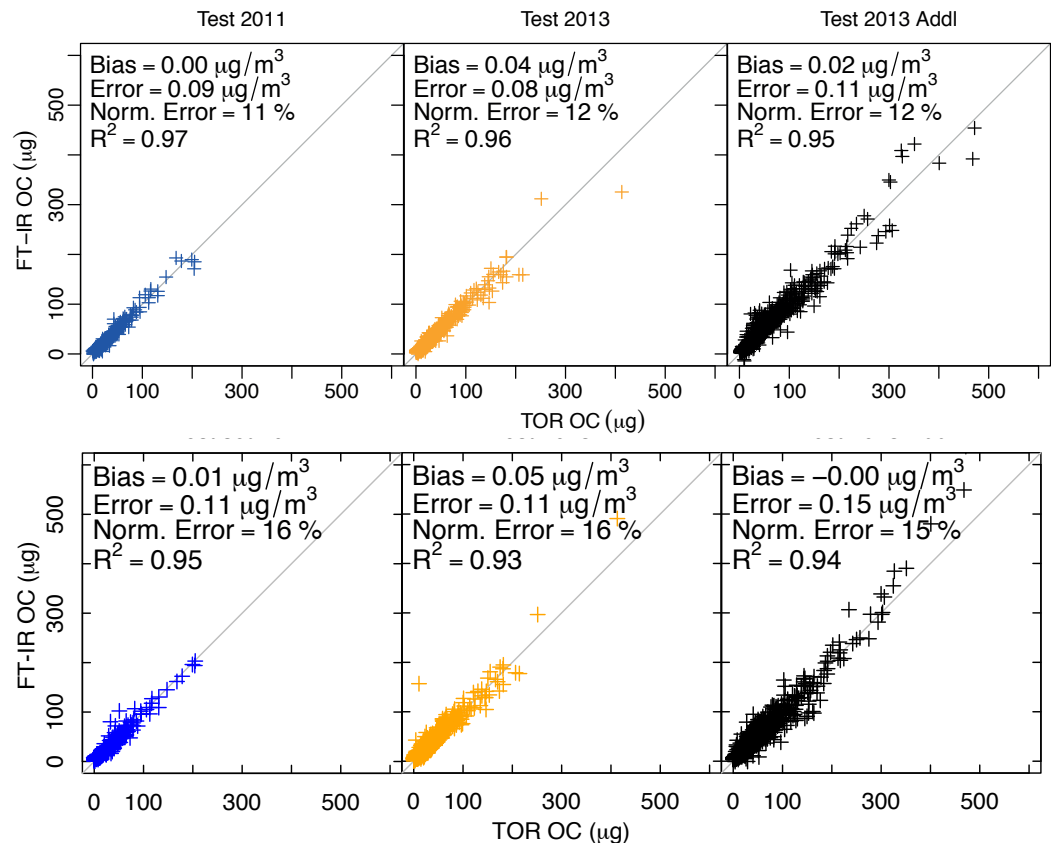 Test 2011
Test 2013
Test 2013 Addl
Bias = 0.00 μg/m³
Error = 0.09 μg/m³
Norm. Error = 11 %
R² = 0.97
Bias = 0.04 μg/m³
Error = 0.08 μg/m³
Norm. Error = 12 %
R² = 0.96
Bias = 0.02 μg/m³
Error = 0.11 μg/m³
Norm. Error = 12 %
R² = 0.95
FT−IR OC (μg)
500
300
100
0
0 100 300 500
0 100 300 500
0 100 300 500
TOR OC (μg)
Bias = 0.01 μg/m³
Error = 0.11 μg/m³
Norm. Error = 16 %
R² = 0.95
Bias = 0.05 μg/m³
Error = 0.11 μg/m³
Norm. Error = 16 %
R² = 0.93
Bias = −0.00 μg/m³
Error = 0.15 μg/m³
Norm. Error = 15 %
R² = 0.94
FT-IR OC (μg)
500
300
100
0
0 100 300 500
0 100 300 500
0 100 300 500
TOR OC (μg)